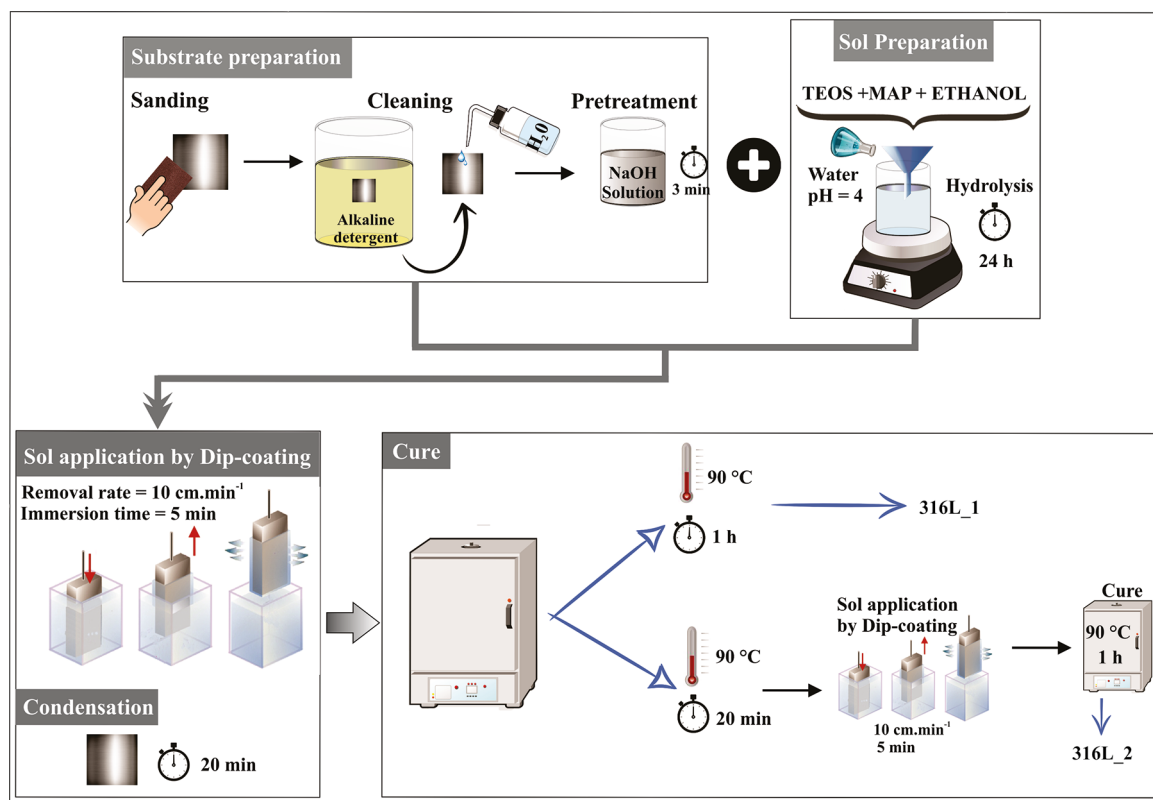 Substrate preparation
Sanding
Cleaning
H₂0
Pretreatment
Alkaline
detergent
NaOH
Solution
3 min
Sol Preparation
TEOS +MAP + ETHANOL
Water
pH = 4
Hydrolysis
24 h
Sol application by Dip-coating
Removal rate = 10 cm.min⁻¹
Immersion time = 5 min
Condensation
20 min
Cure
90 °C
1 h
316L_1
90 °C
20 min
Sol application
by Dip-coating
10 cm.min⁻¹
5 min
Cure
90 °C
1 h
316L_2